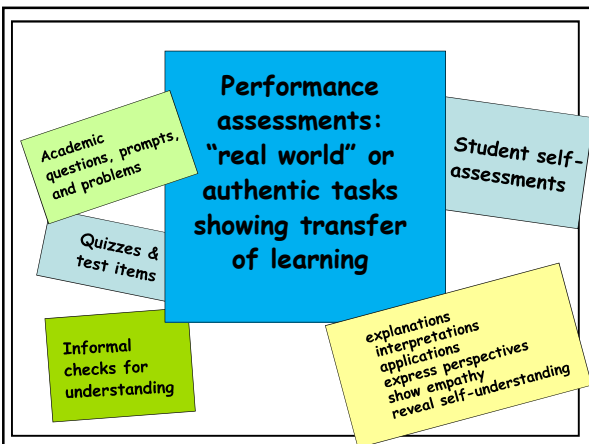 Performance
assessments:
“real world” or
authentic tasks
showing transfer
of learning
Academic
questions, prompts,
and problems
Student self-
assessments
Quizzes &
test items
Informal
checks for
understanding
explanations
interpretations
applications
express perspectives
show empathy
reveal self-understanding